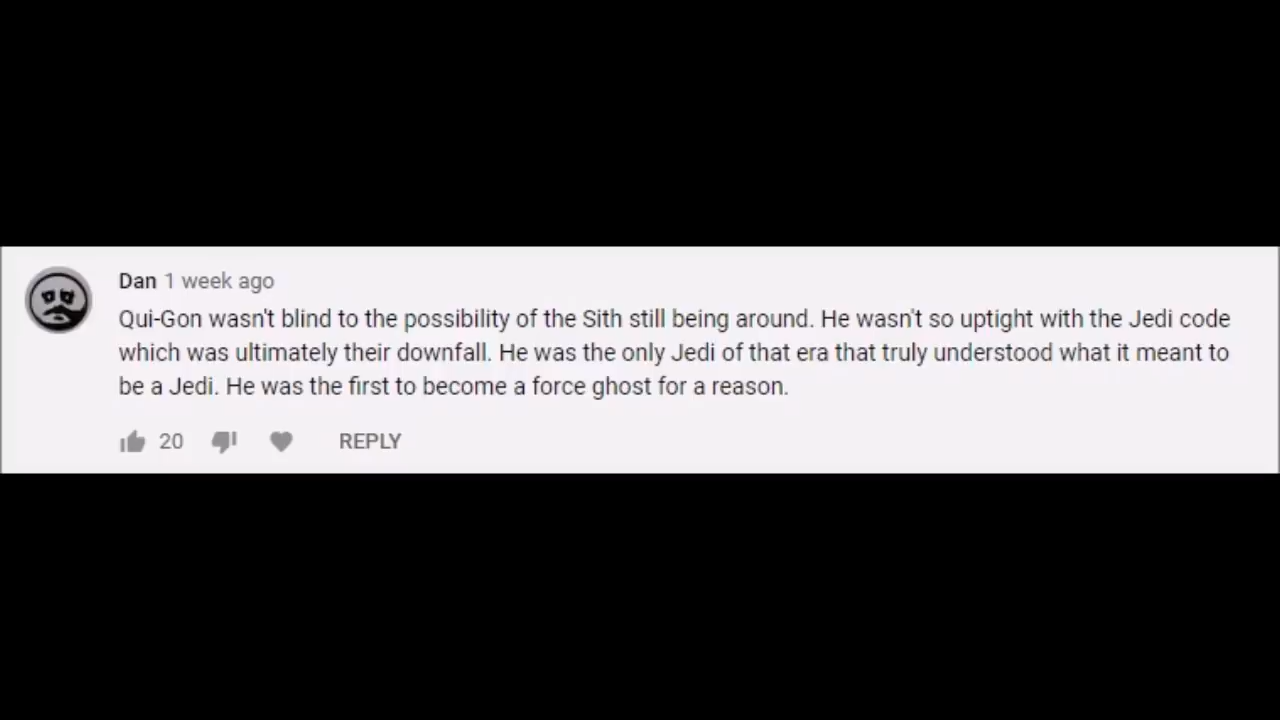 Dan 1 week ago
Qui-Gon wasn't blind to the possibility of the Sith still being around. He wasn't so uptight with the Jedi code
which was ultimately their downfall. He was the only Jedi of that era that truly understood what it meant to
be a Jedi. He was the first to become a force ghost for a reason.
20 REPLY